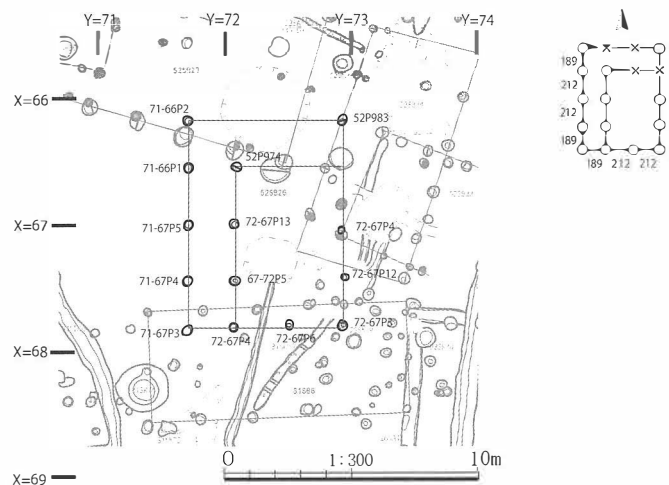 Y=71 Y=72 Y=73 Y=74
X=66
71-66P2
52P983
189
212
212
189
189 212 212
52P974
71-66P1
525826
X=67
71-67P5
72-67P13
72-67P4
71-67P4
67-72P5
72-67P12
71-67P3
72-67P4
72-67P6
72-67P3
X=68
X=69
0 1:300 10m